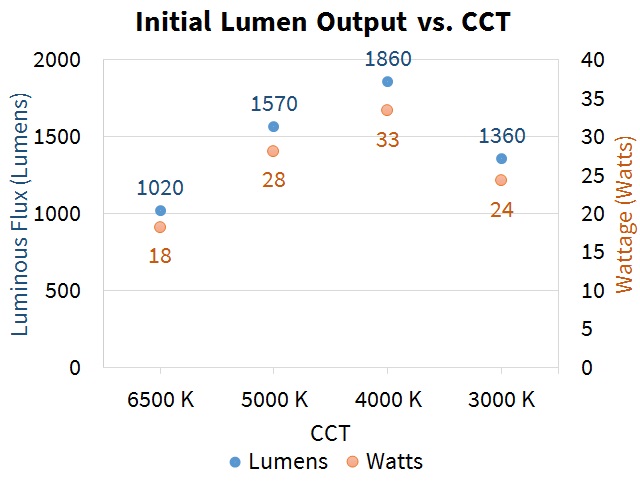 Initial Lumen Output vs. CCT
2000
1500
1000
500
0
Luminous Flux (Lumens)
40
35
30
25
20
15
10
5
0
Wattage (Watts)
1020
1570
1860
1360
18
28
33
24
6500 K
5000 K
4000 K
3000 K
CCT
Lumens
Watts